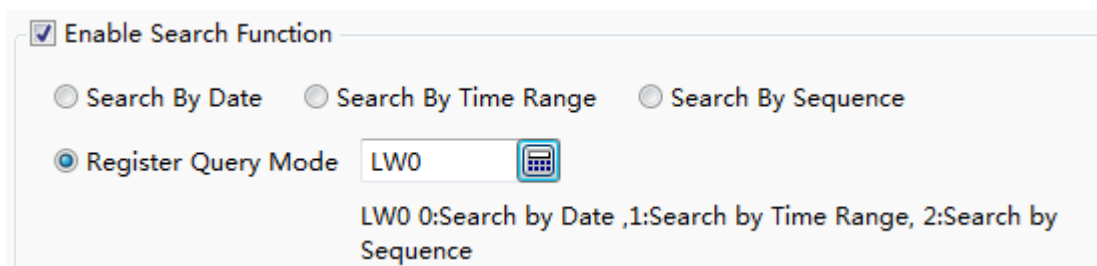 Enable Search Function
Search By Date Search By Time Range Search By Sequence
Register Query Mode LW0
LW0 0:Search by Date ,1:Search by Time Range, 2:Search by
Sequence